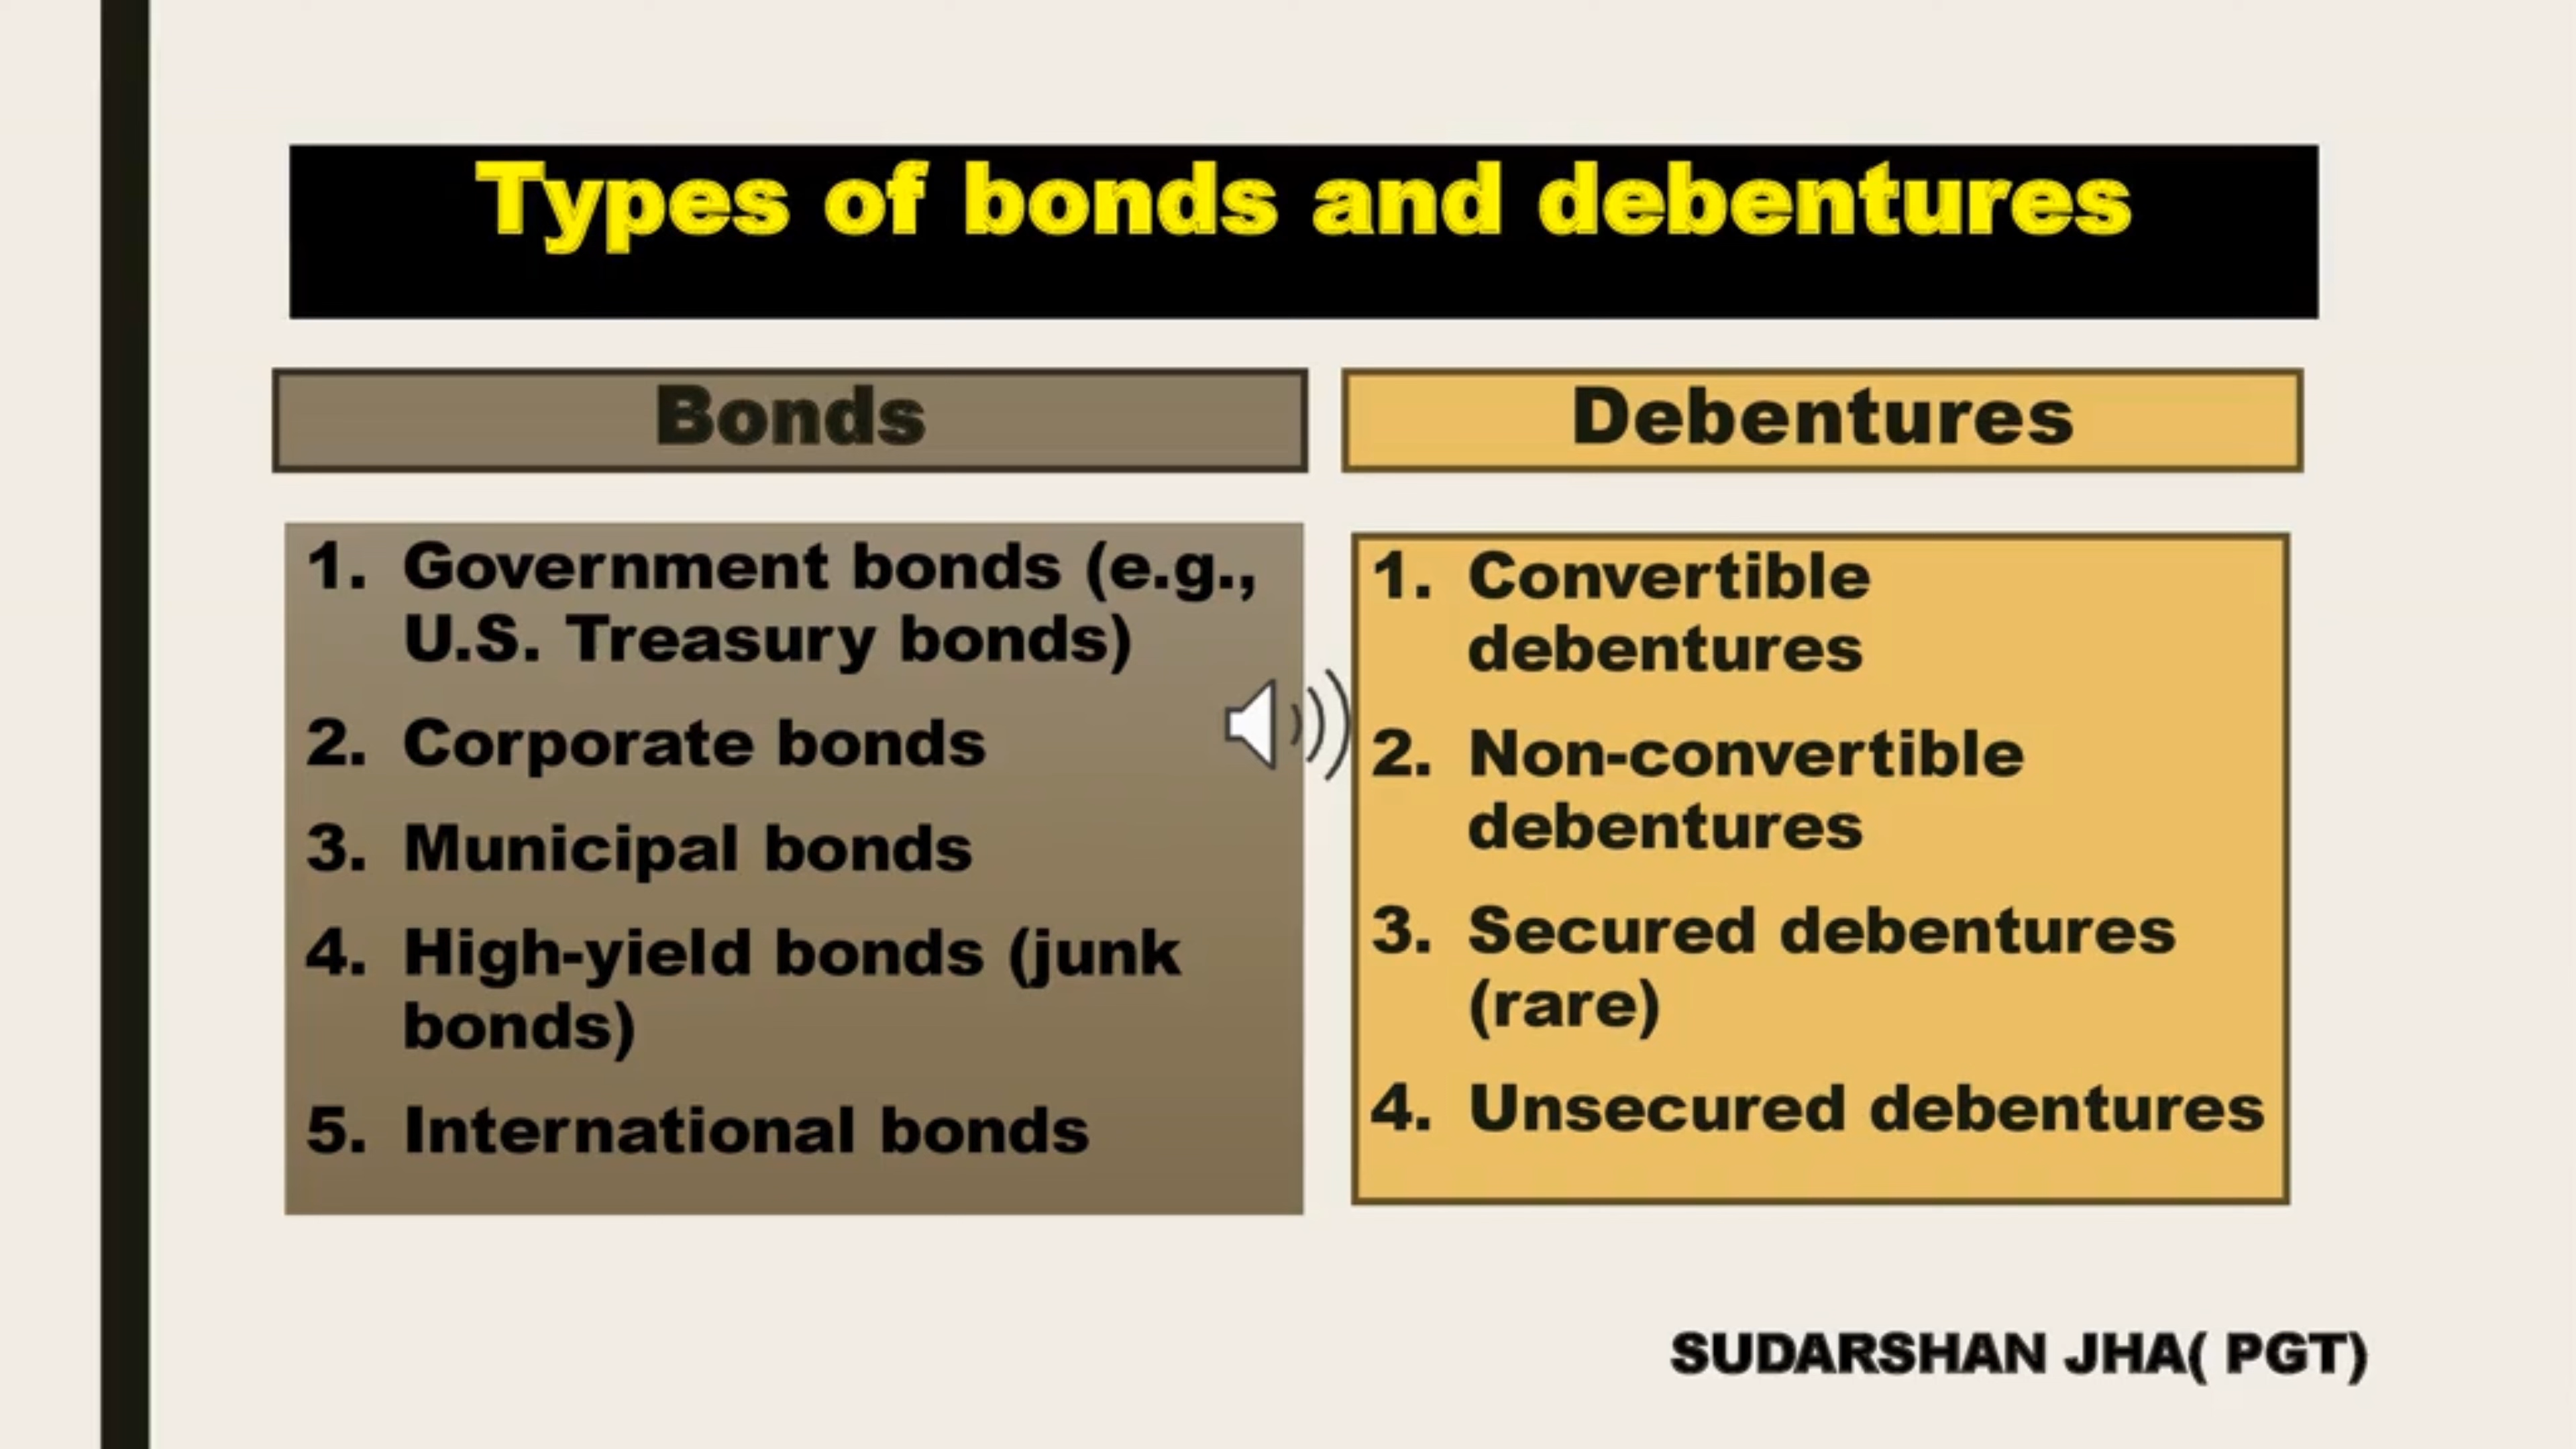 Types of bonds and debentures
Bonds
Debentures
1. Government bonds (e.g.,
U.S. Treasury bonds)
2. Corporate bonds
3. Municipal bonds
4. High-yield bonds (junk
bonds)
5. International bonds
1. Convertible
debentures
2. Non-convertible
debentures
3. Secured debentures
(rare)
4. Unsecured debentures
SUDARSHAN JHA( PGT)